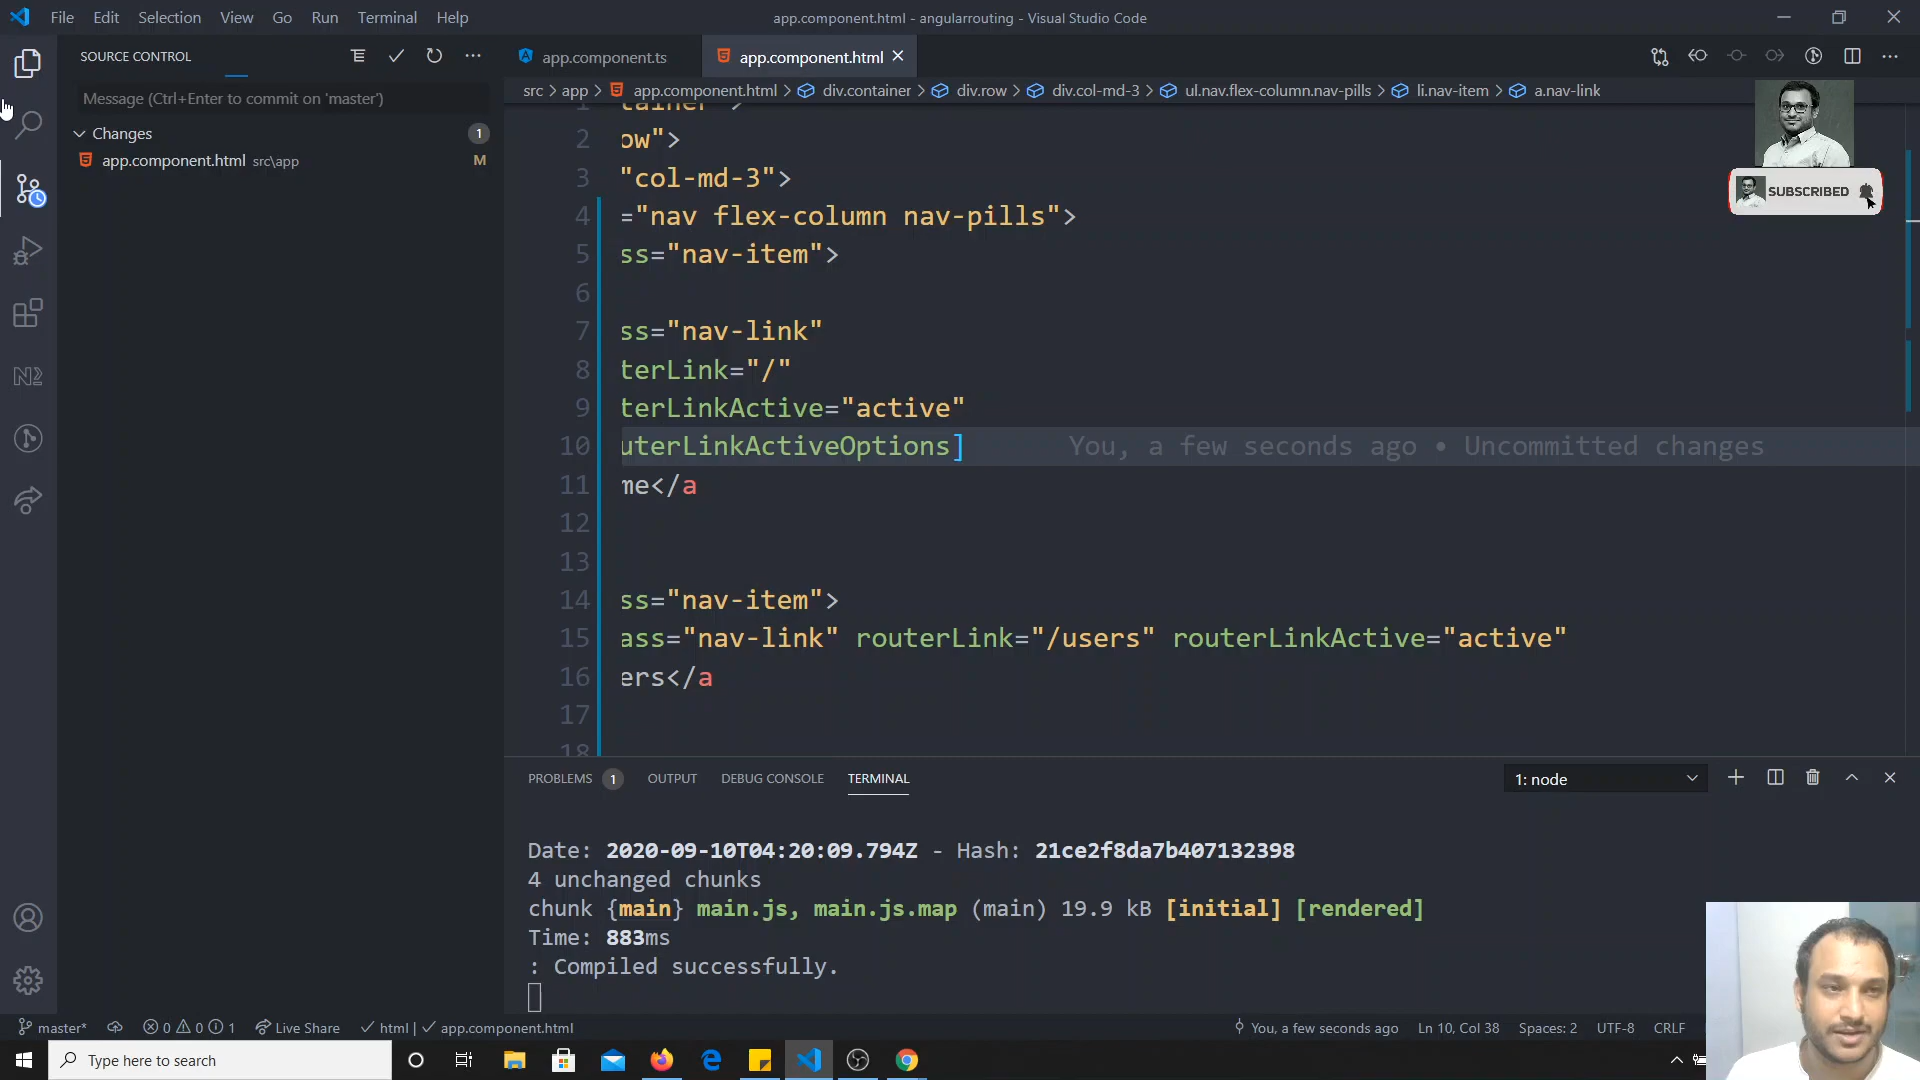 File Edit Selection View Go Run Terminal Help
app.component.html - angularrouting - Visual Studio Code
SOURCE CONTROL
app.component.ts
app.component.html
Message (Ctrl+Enter to commit on 'master')
src > app > app.component.html > div.container > div.row > div.col-md-3 > ul.nav.flex-column.nav-pills > li.nav-item > a.nav-link
Changes 1
app.component.html src\app M
SUBSCRIBED
2 ow">
3 "col-md-3">
4 ="nav flex-column nav-pills">
5 ss="nav-item">
6
7 ss="nav-link"
8 terLink="/"
9 terLinkActive="active"
10 uterLinkActiveOptions] You, a few seconds ago • Uncommitted changes
11 me</a
12
13
14 ss="nav-item">
15 ass="nav-link" routerLink="/users" routerLinkActive="active"
16 ers</a
17
18
PROBLEMS 1 OUTPUT DEBUG CONSOLE TERMINAL
1: node
Date: 2020-09-10T04:20:09.794Z - Hash: 21ce2f8da7b407132398
4 unchanged chunks
chunk {main} main.js, main.js.map (main) 19.9 kB [initial] [rendered]
Time: 883ms
: Compiled successfully.
master* 0 0 1 Live Share html | app.component.html
You, a few seconds ago Ln 10, Col 38 Spaces: 2 UTF-8 CRLF
Type here to search